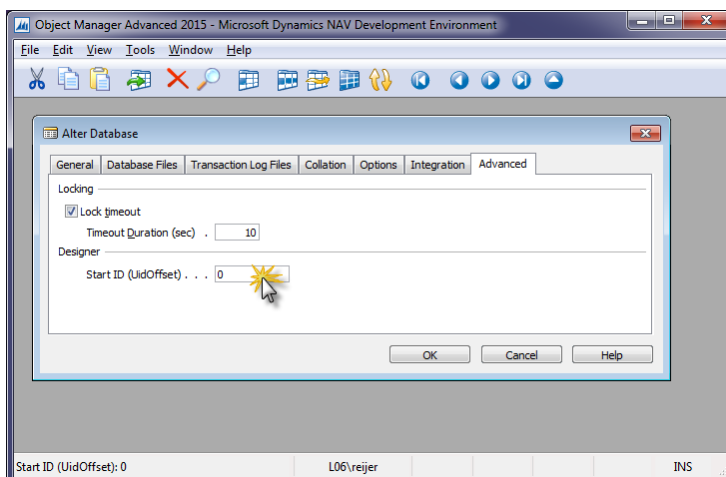 Object Manager Advanced 2015 - Microsoft Dynamics NAV Development Environment
File Edit View Tools Window Help
Alter Database
General Database Files Transaction Log Files Collation Options Integration Advanced
Locking
Lock timeout
Timeout Duration (sec) . 10
Designer
Start ID (UidOffset) . . . 0
OK Cancel Help
Start ID (UidOffset): 0 L06\reijer INS